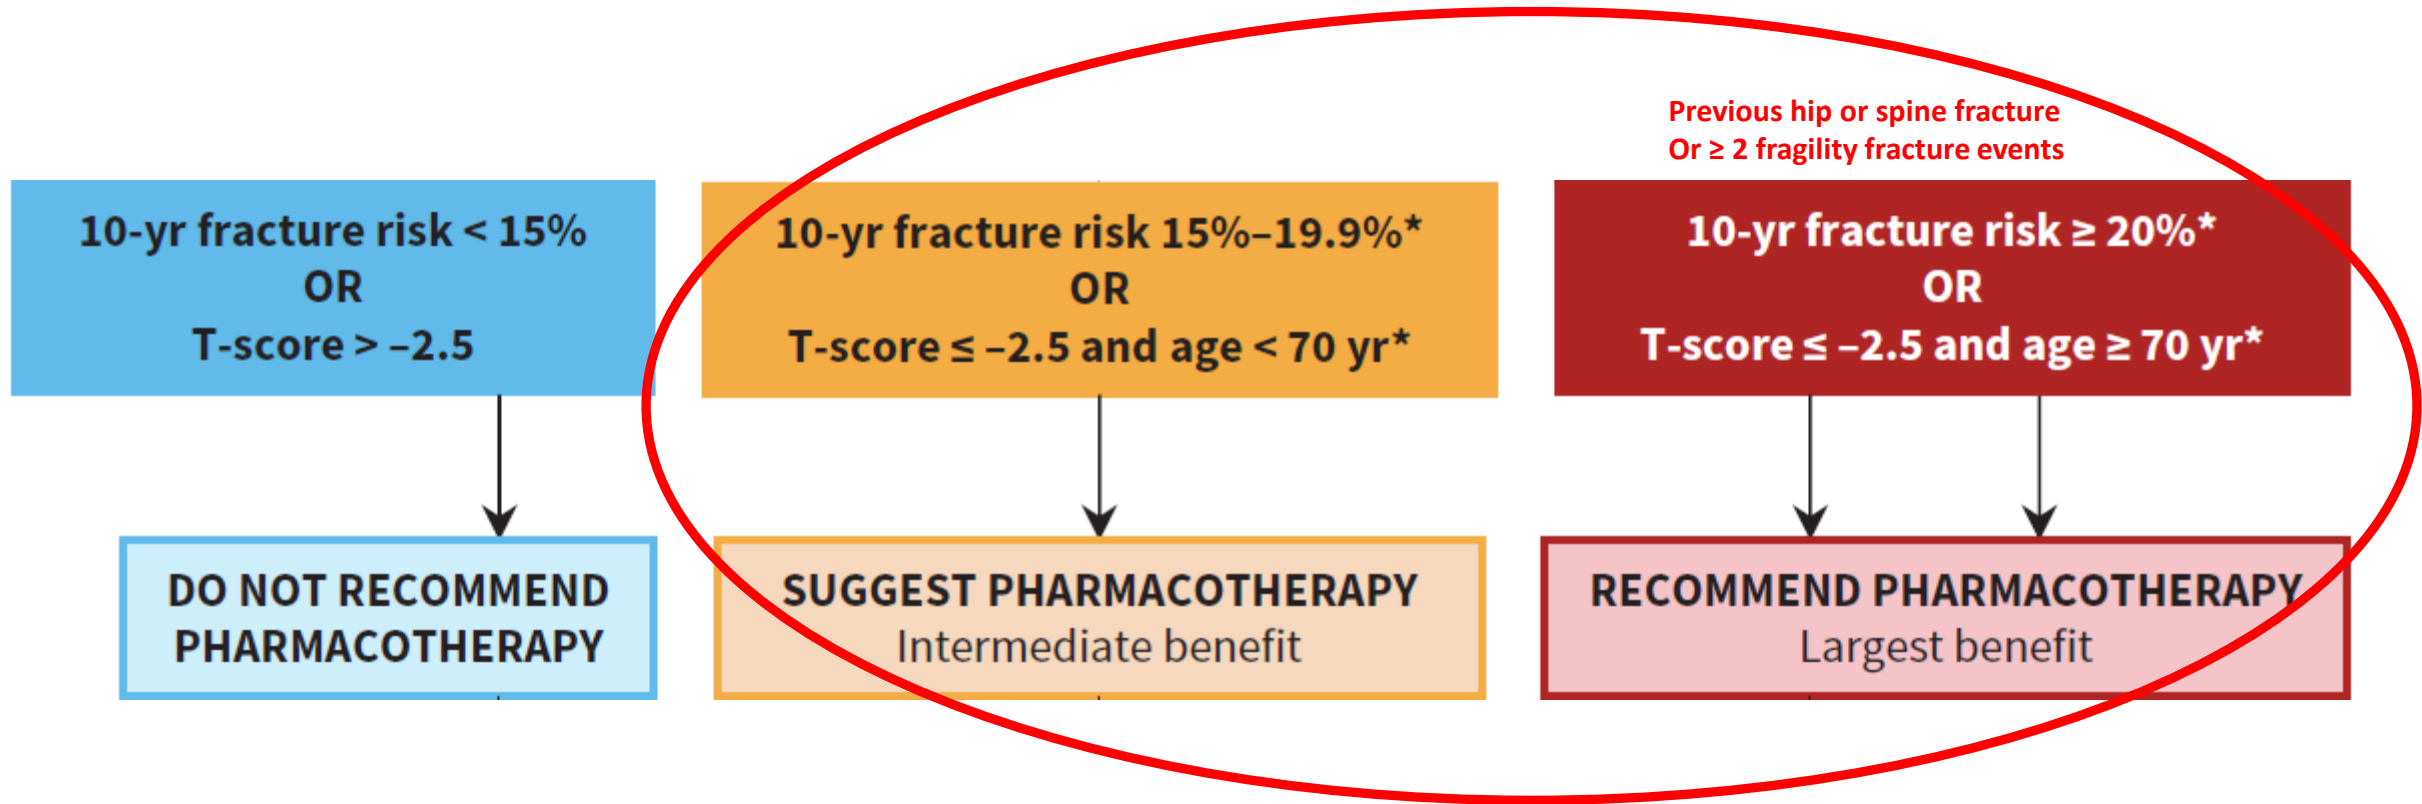 Previous hip or spine fracture
Or ≥ 2 fragility fracture events
10-yr fracture risk < 15%
OR
T-score > –2.5
10-yr fracture risk 15%–19.9%*
OR
T-score ≤ –2.5 and age < 70 yr*
10-yr fracture risk ≥ 20%*
OR
T-score ≤ –2.5 and age ≥ 70 yr*
DO NOT RECOMMEND
PHARMACOTHERAPY
SUGGEST PHARMACOTHERAPY
Intermediate benefit
RECOMMEND PHARMACOTHERAPY
Largest benefit